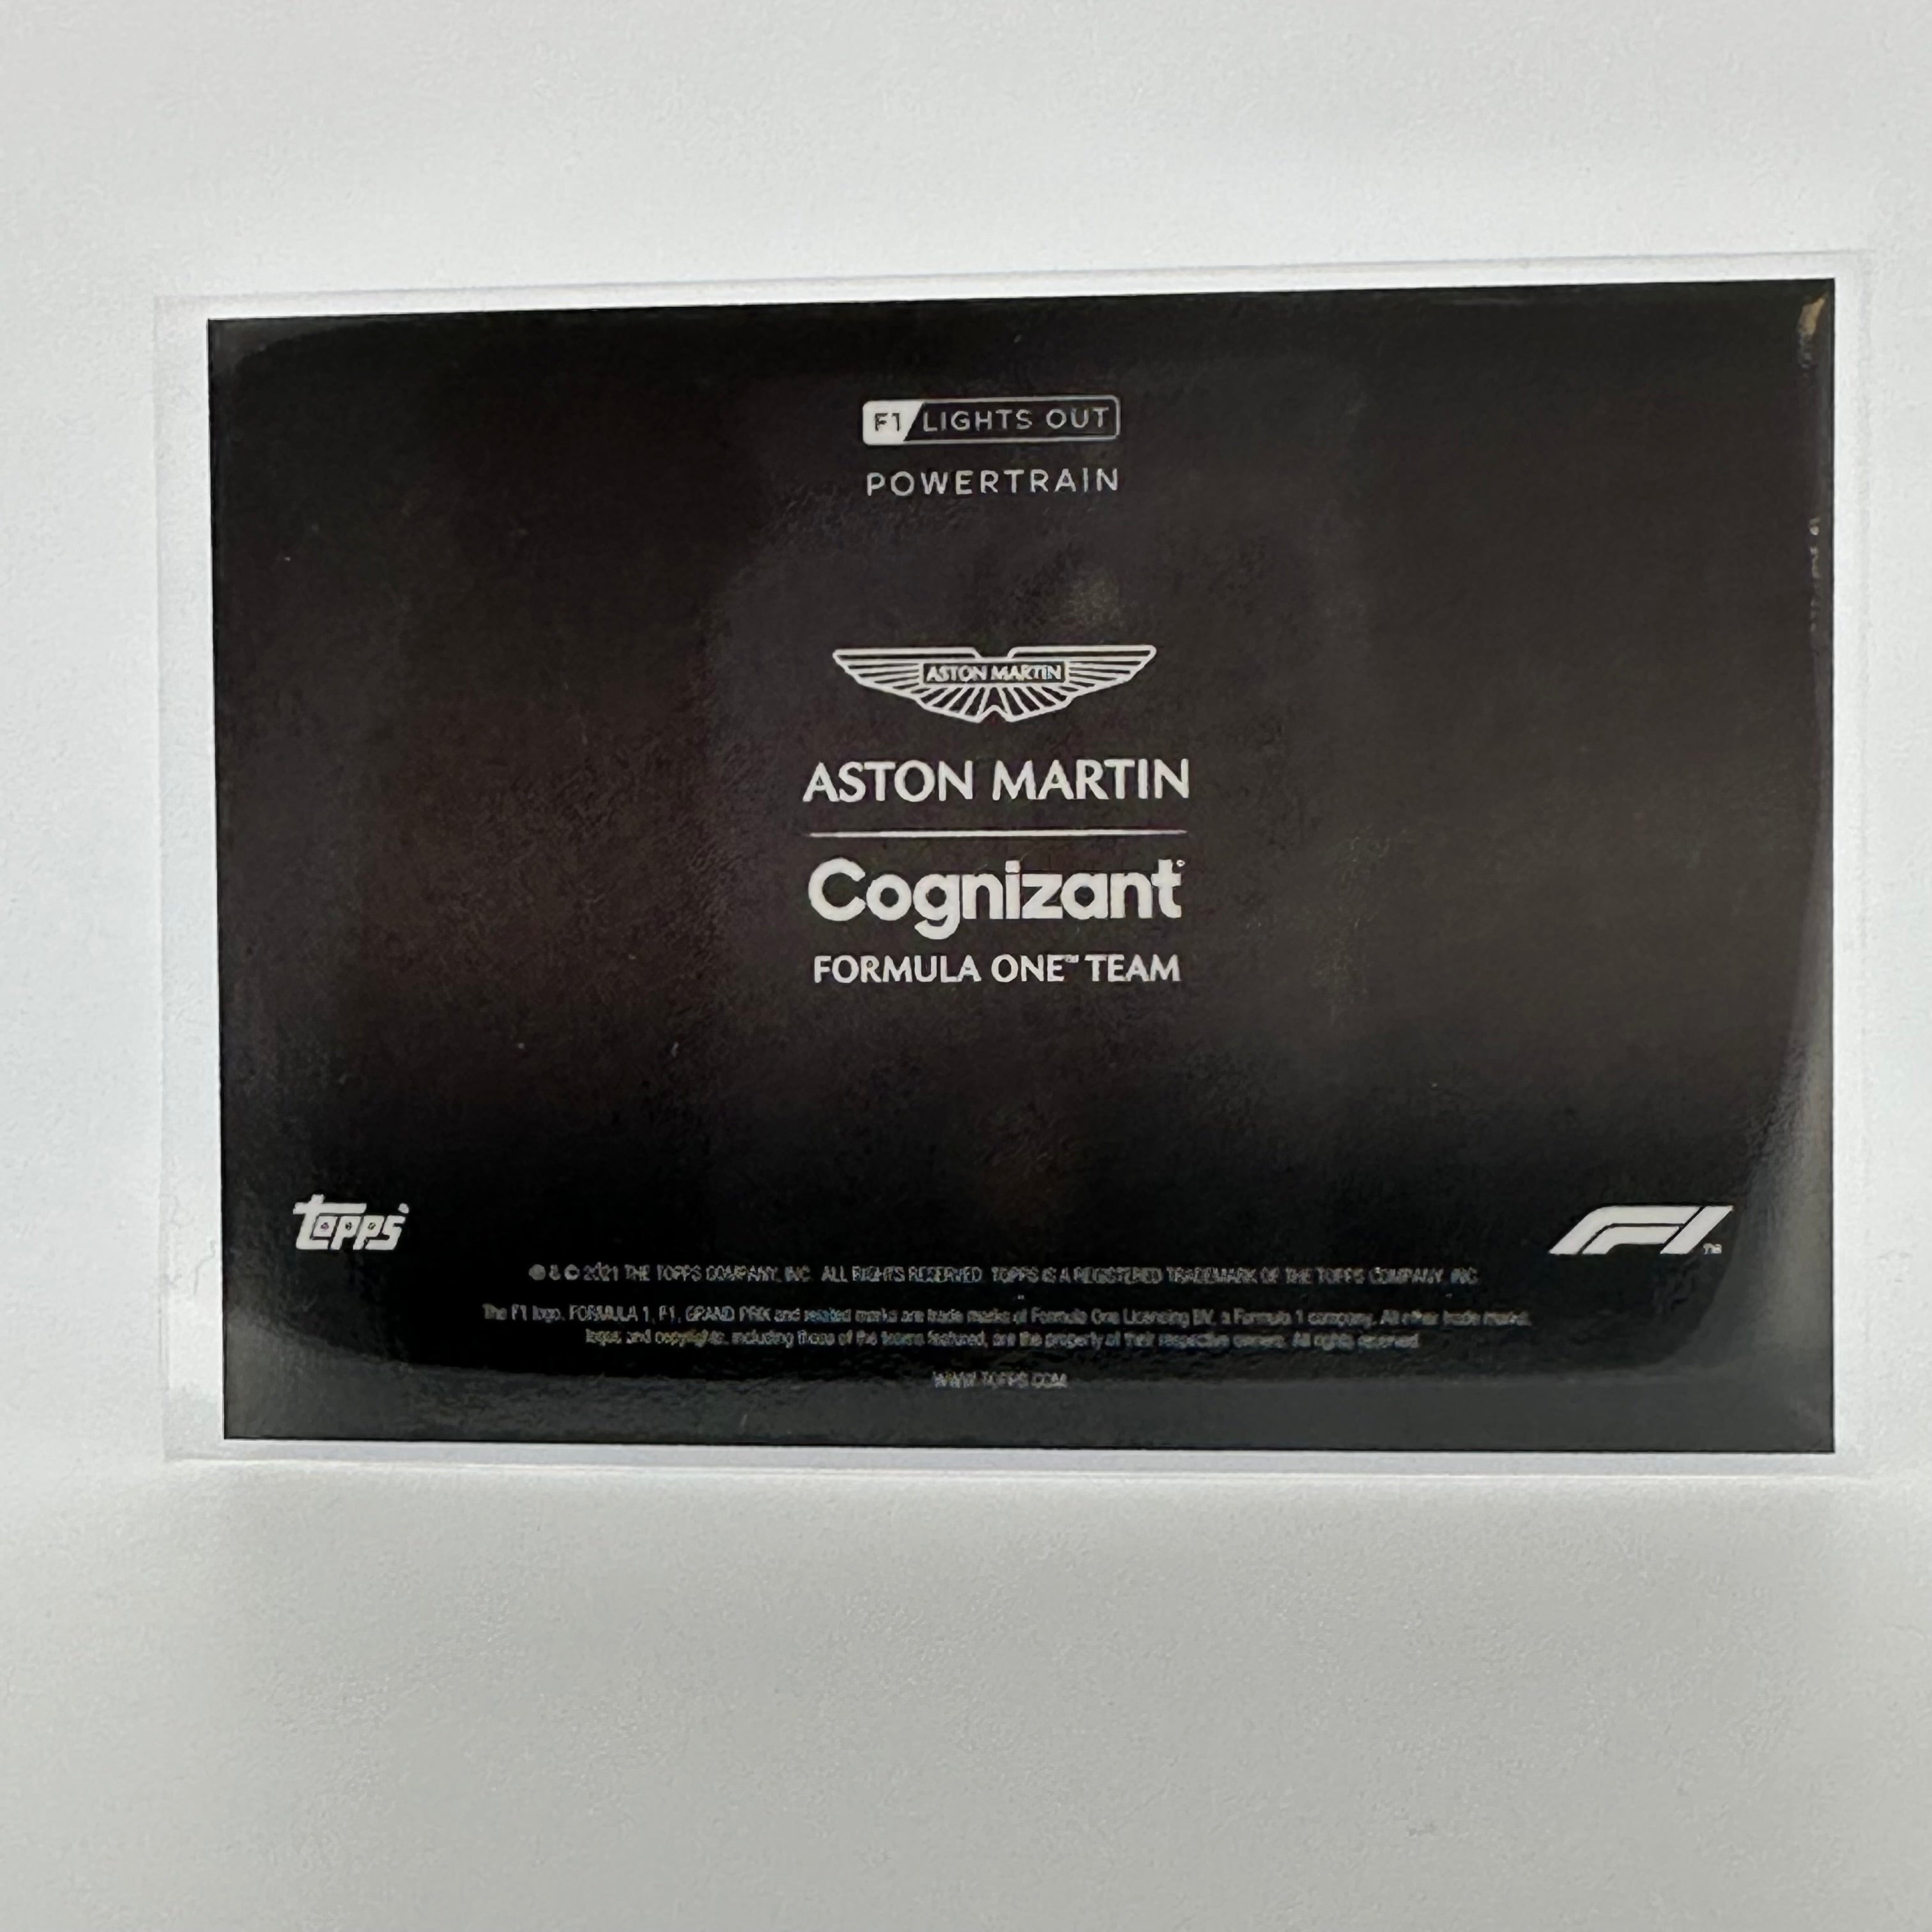 F1 LIGHTS OUT
POWERTRAIN
ASTON MARTIN
ASTON MARTIN
Cognizant
FORMULA ONE™ TEAM
Topps
F1
® & © 2021 THE TOPPS COMPANY, INC. ALL RIGHTS RESERVED. TOPPS IS A REGISTERED TRADEMARK OF THE TOPPS COMPANY, INC.
The F1 logo, FORMULA 1, F1, GRAND PRIX and related marks are trade marks of Formula One Licensing BV, a Formula 1 company. All other trade marks,
logos and copyrights, including those of the teams featured, are the property of their respective owners. All rights reserved.
WWW.TOPPS.COM